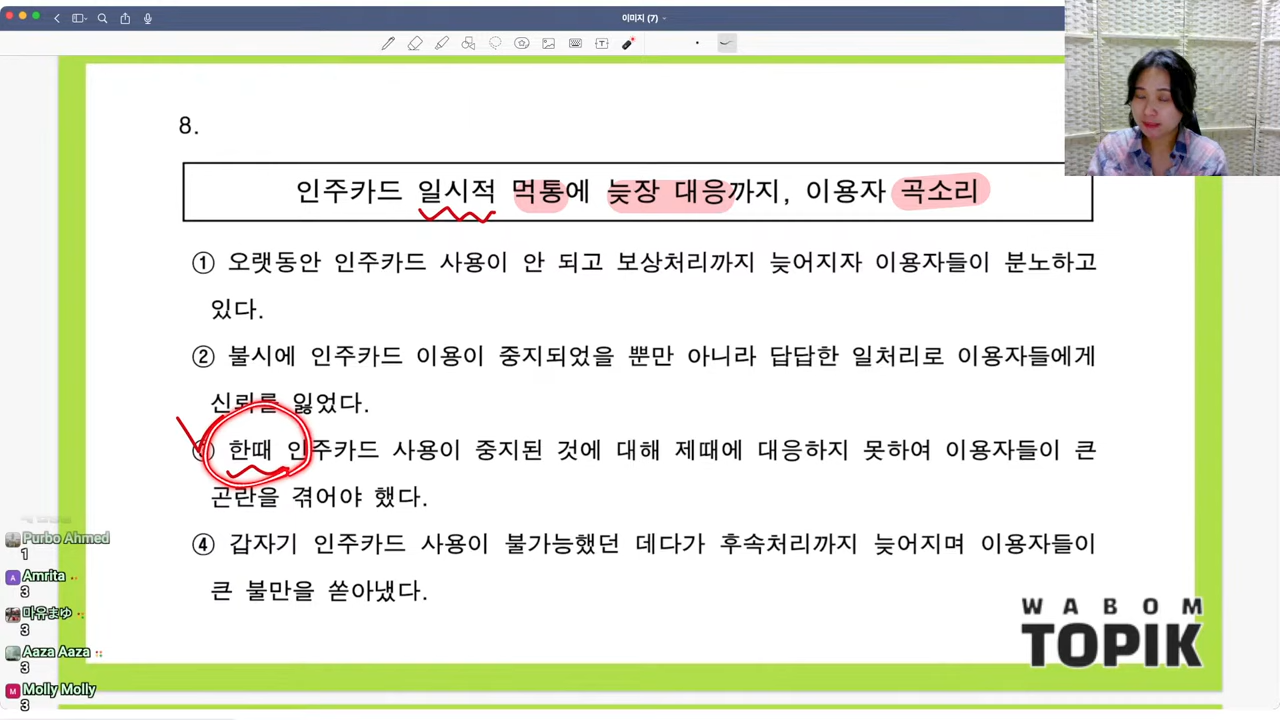 이미지 (7)
8.
인주카드 일시적 먹통에 늦장 대응까지, 이용자 곡소리
① 오랫동안 인주카드 사용이 안 되고 보상처리까지 늦어지자 이용자들이 분노하고
있다.
② 불시에 인주카드 이용이 중지되었을 뿐만 아니라 답답한 일처리로 이용자들에게
신뢰를 잃었다.
한때 인주카드 사용이 중지된 것에 대해 제때에 대응하지 못하여 이용자들이 큰
곤란을 겪어야 했다.
④ 갑자기 인주카드 사용이 불가능했던 데다가 후속처리까지 늦어지며 이용자들이
큰 불만을 쏟아냈다.
Purbo Ahmed
1
A Amrita
3
마유まゆ
3
Aaza Aaza
3
M Molly Molly
3
WABOM
TOPIK